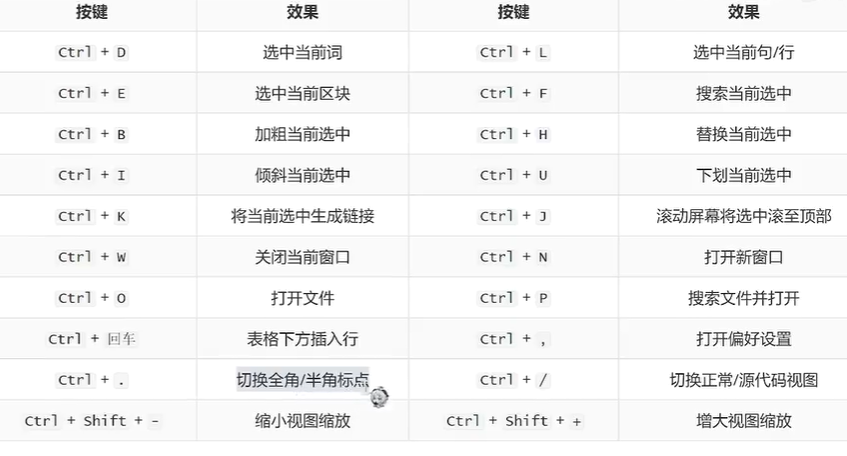 按键 效果 按键 效果
Ctrl + D 选中当前词 Ctrl + L 选中当前句/行
Ctrl + E 选中当前区块 Ctrl + F 搜索当前选中
Ctrl + B 加粗当前选中 Ctrl + H 替换当前选中
Ctrl + I 倾斜当前选中 Ctrl + U 下划当前选中
Ctrl + K 将当前选中生成链接 Ctrl + J 滚动屏幕将选中滚至顶部
Ctrl + W 关闭当前窗口 Ctrl + N 打开新窗口
Ctrl + O 打开文件 Ctrl + P 搜索文件并打开
Ctrl + 回车 表格下方插入行 Ctrl + , 打开偏好设置
Ctrl + . 切换全角/半角标点 Ctrl + / 切换正常/源代码视图
Ctrl + Shift + - 缩小视图缩放 Ctrl + Shift + + 增大视图缩放